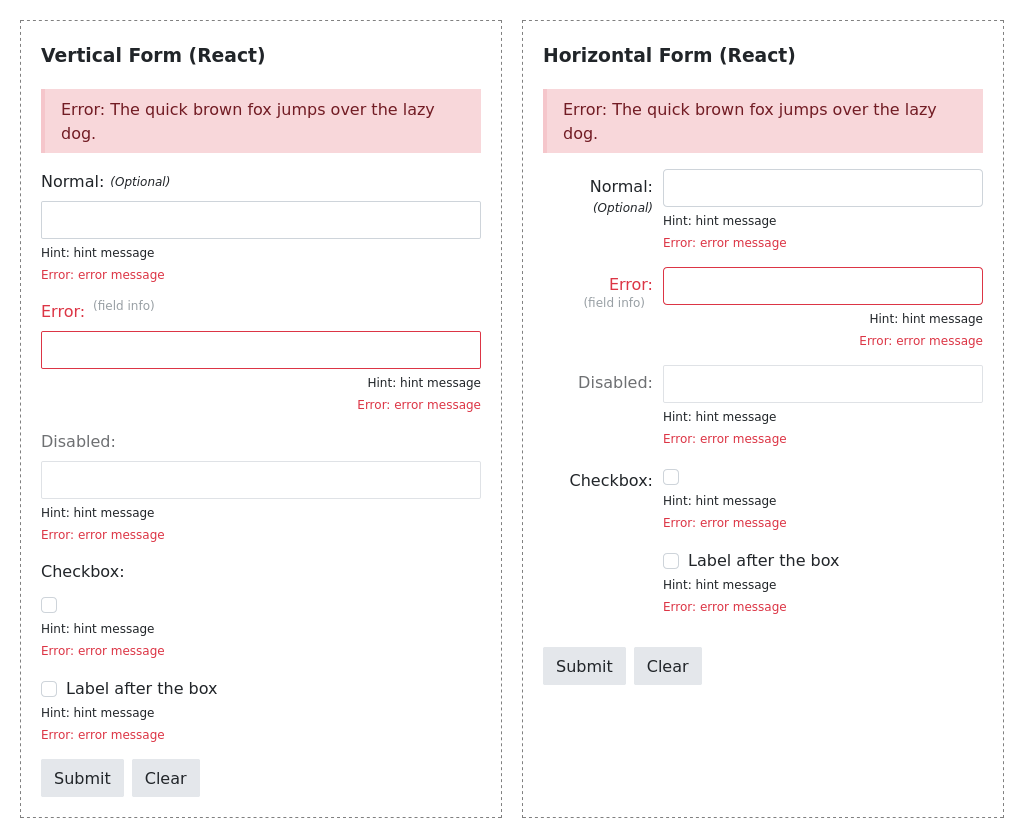 Vertical Form (React)
Error: The quick brown fox jumps over the lazy
dog.
Normal: (Optional)
Hint: hint message
Error: error message
Error: (field info)
Hint: hint message
Error: error message
Disabled:
Hint: hint message
Error: error message
Checkbox:
Hint: hint message
Error: error message
Label after the box
Hint: hint message
Error: error message
Submit Clear
Horizontal Form (React)
Error: The quick brown fox jumps over the lazy
dog.
Normal:
(Optional)
Hint: hint message
Error: error message
Error:
(field info)
Hint: hint message
Error: error message
Disabled:
Hint: hint message
Error: error message
Checkbox:
Hint: hint message
Error: error message
Label after the box
Hint: hint message
Error: error message
Submit Clear